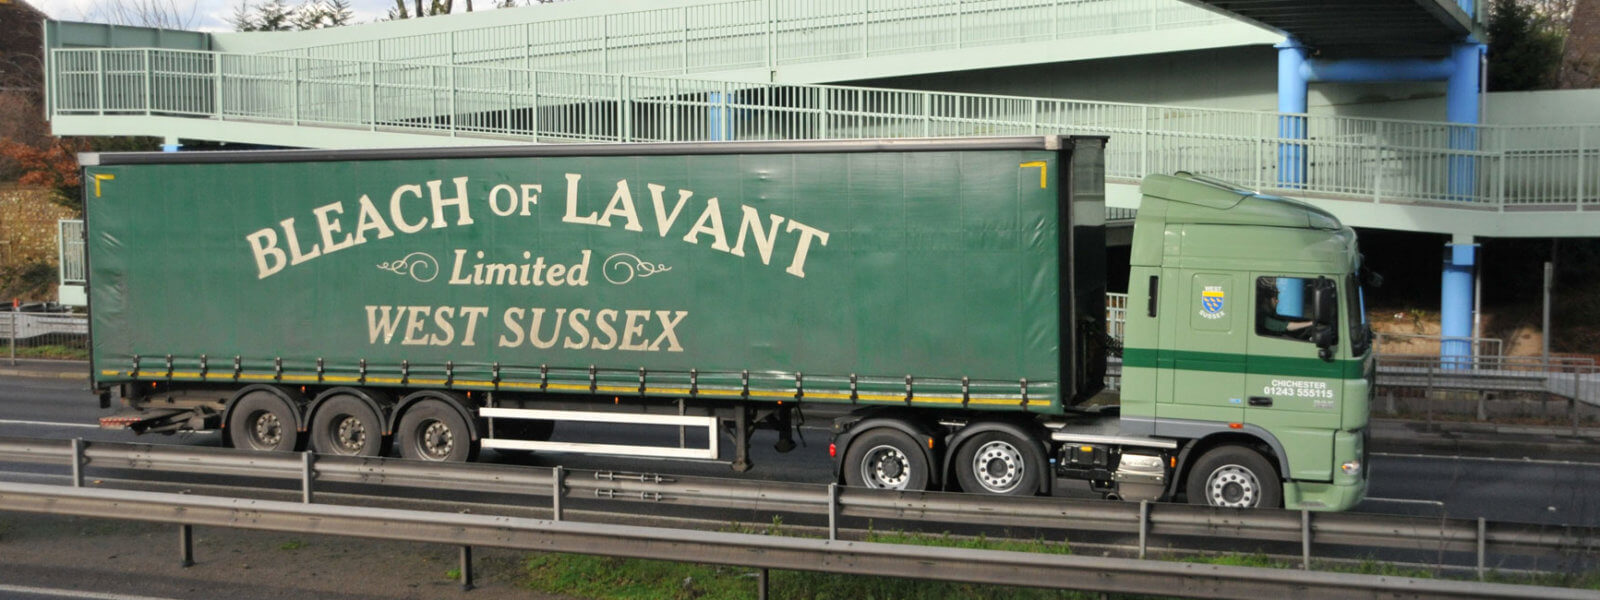 BLEACH OF LAVANT
Limited
WEST SUSSEX
WEST
SUSSEX
CHICHESTER
01243 555115